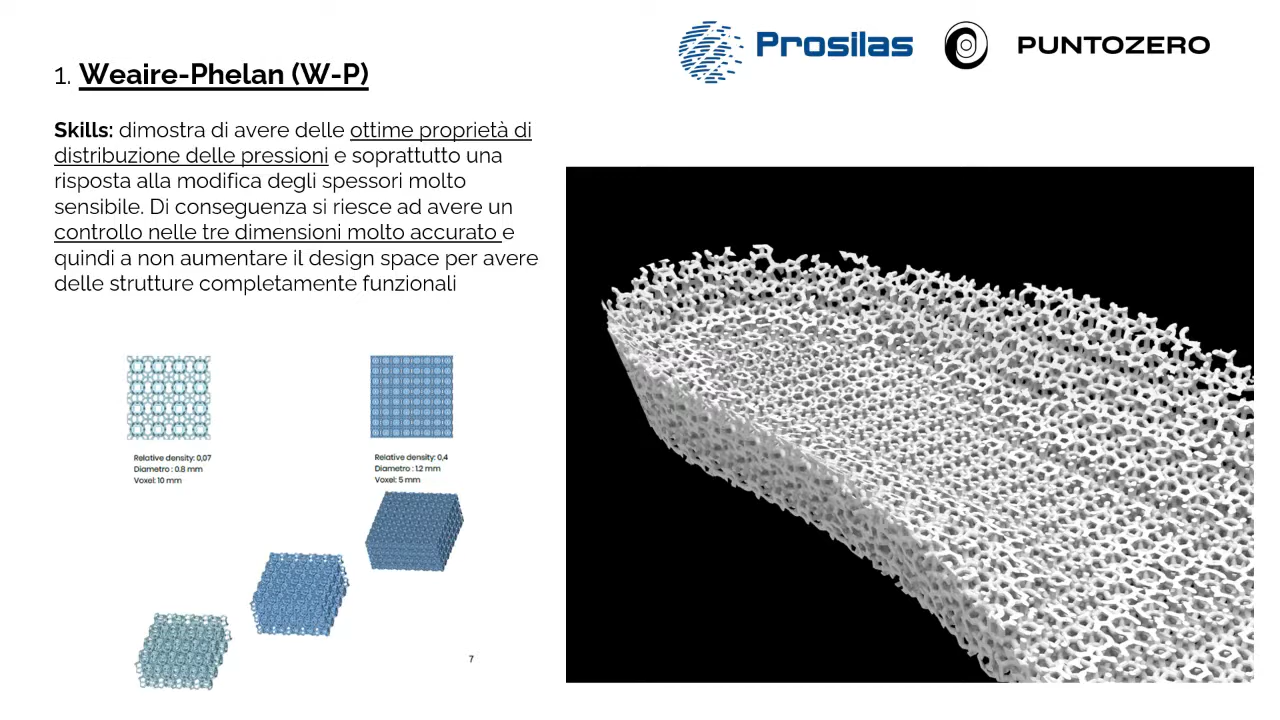 Prosilas
PUNTOZERO
1. Weaire-Phelan (W-P)
Skills: dimostra di avere delle ottime proprietà di
distribuzione delle pressioni e soprattutto una
risposta alla modifica degli spessori molto
sensibile. Di conseguenza si riesce ad avere un
controllo nelle tre dimensioni molto accurato e
quindi a non aumentare il design space per avere
delle strutture completamente funzionali
Relative density: 0,07
Diametro : 0.8 mm
Voxel: 10 mm
Relative density: 0,4
Diametro : 1.2 mm
Voxel: 5 mm
7